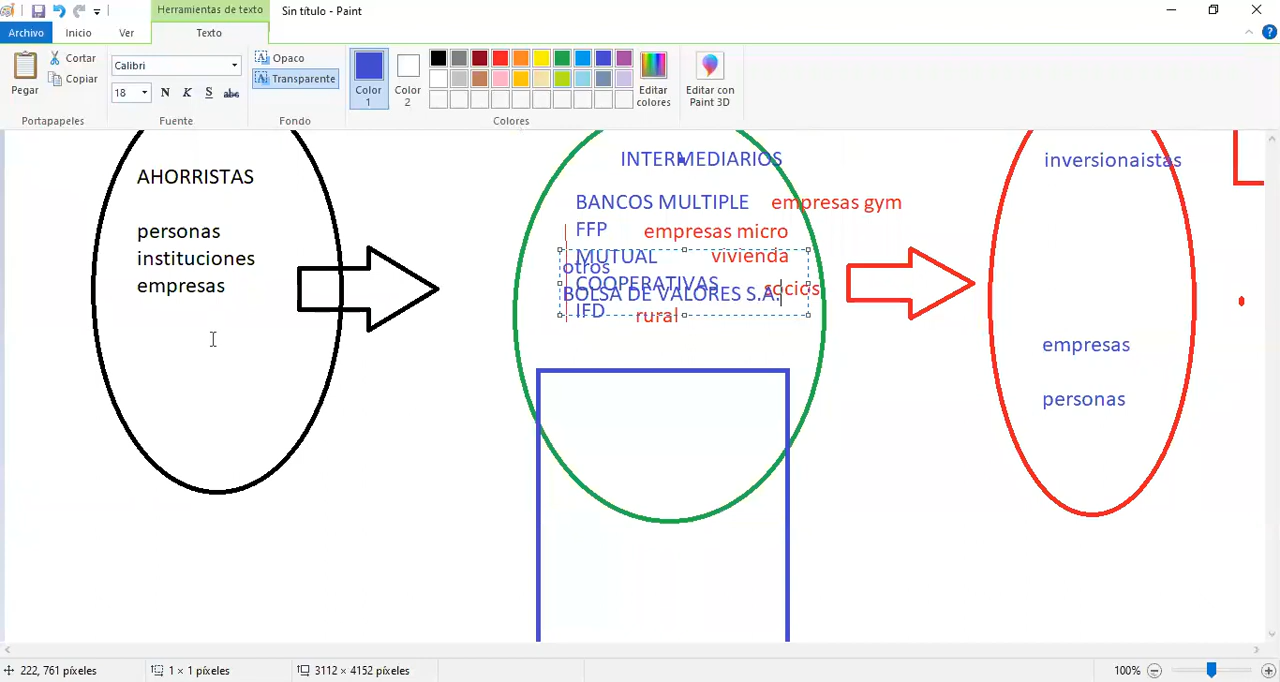 Herramientas de texto
Sin título - Paint
Archivo
Inicio
Ver
Texto
Pegar
Cortar
Copiar
Portapapeles
Calibri
18
N K S abc
Fuente
Opaco
Transparente
Fondo
Color 1
Color 2
Editar colores
Colores
Editar con Paint 3D
AHORRISTAS
personas
instituciones
empresas
INTERMEDIARIOS
BANCOS MULTIPLE empresas gym
FFP empresas micro
MUTUAL vivienda
otros
COOPERATIVAS socios
BOLSA DE VALORES S.A.
IFD rural
inversionaistas
empresas
personas
222, 761 píxeles
1 × 1 píxeles
3112 × 4152 píxeles
100%